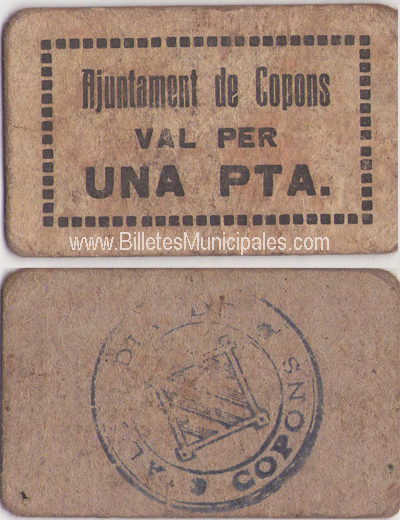 Ajuntament de Copons
VAL PER
UNA PTA.
www.BilletesMunicipales.com
COPONS